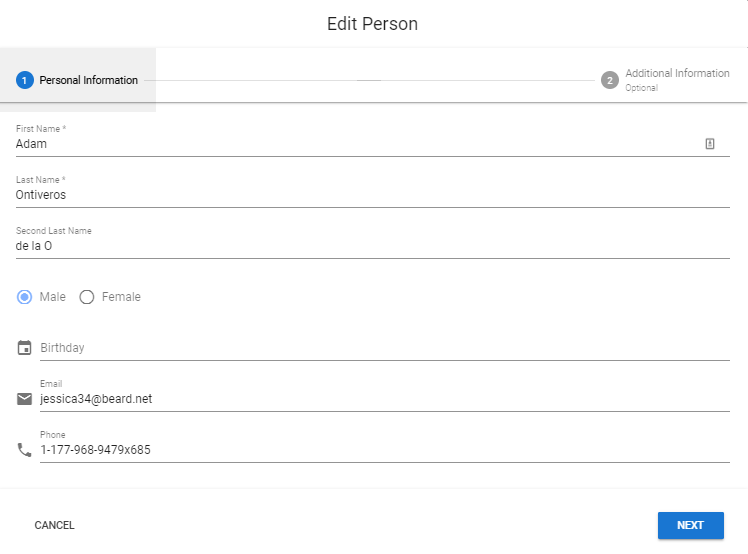 Edit Person
1 Personal Information
2 Additional Information
Optional
First Name *
Adam
Last Name *
Ontiveros
Second Last Name
de la O
Male Female
Birthday
Email
jessica34@beard.net
Phone
1-177-968-9479x685
CANCEL NEXT